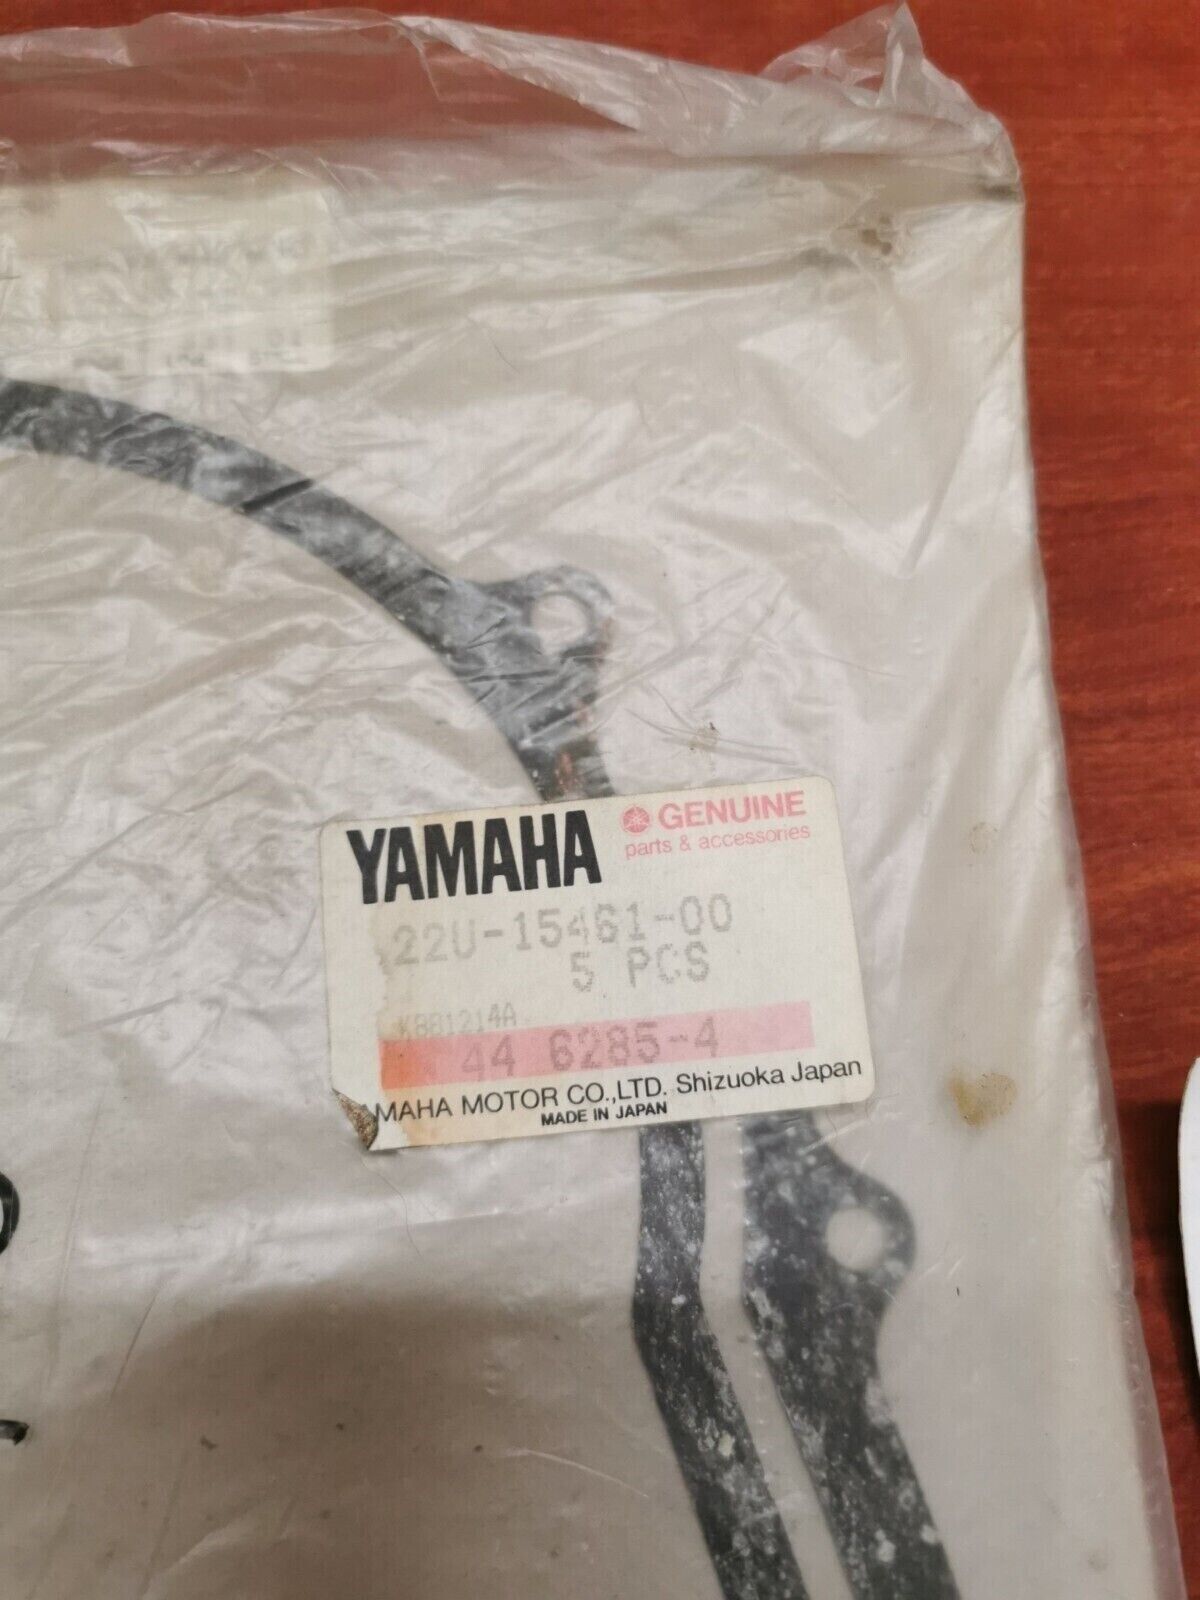 YAMAHA
GENUINE
parts & accessories
22U-15461-00
5 PCS
K881214A
44 6285-4
MAHA MOTOR CO.,LTD. Shizuoka Japan
MADE IN JAPAN